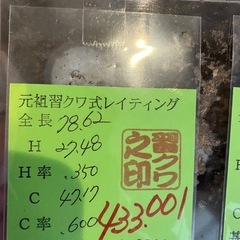 元祖習クワ式レイティング
全長 78.62
H 27.48
H率 .350
C 47.17
C率 .600
習クワ之印
433.001